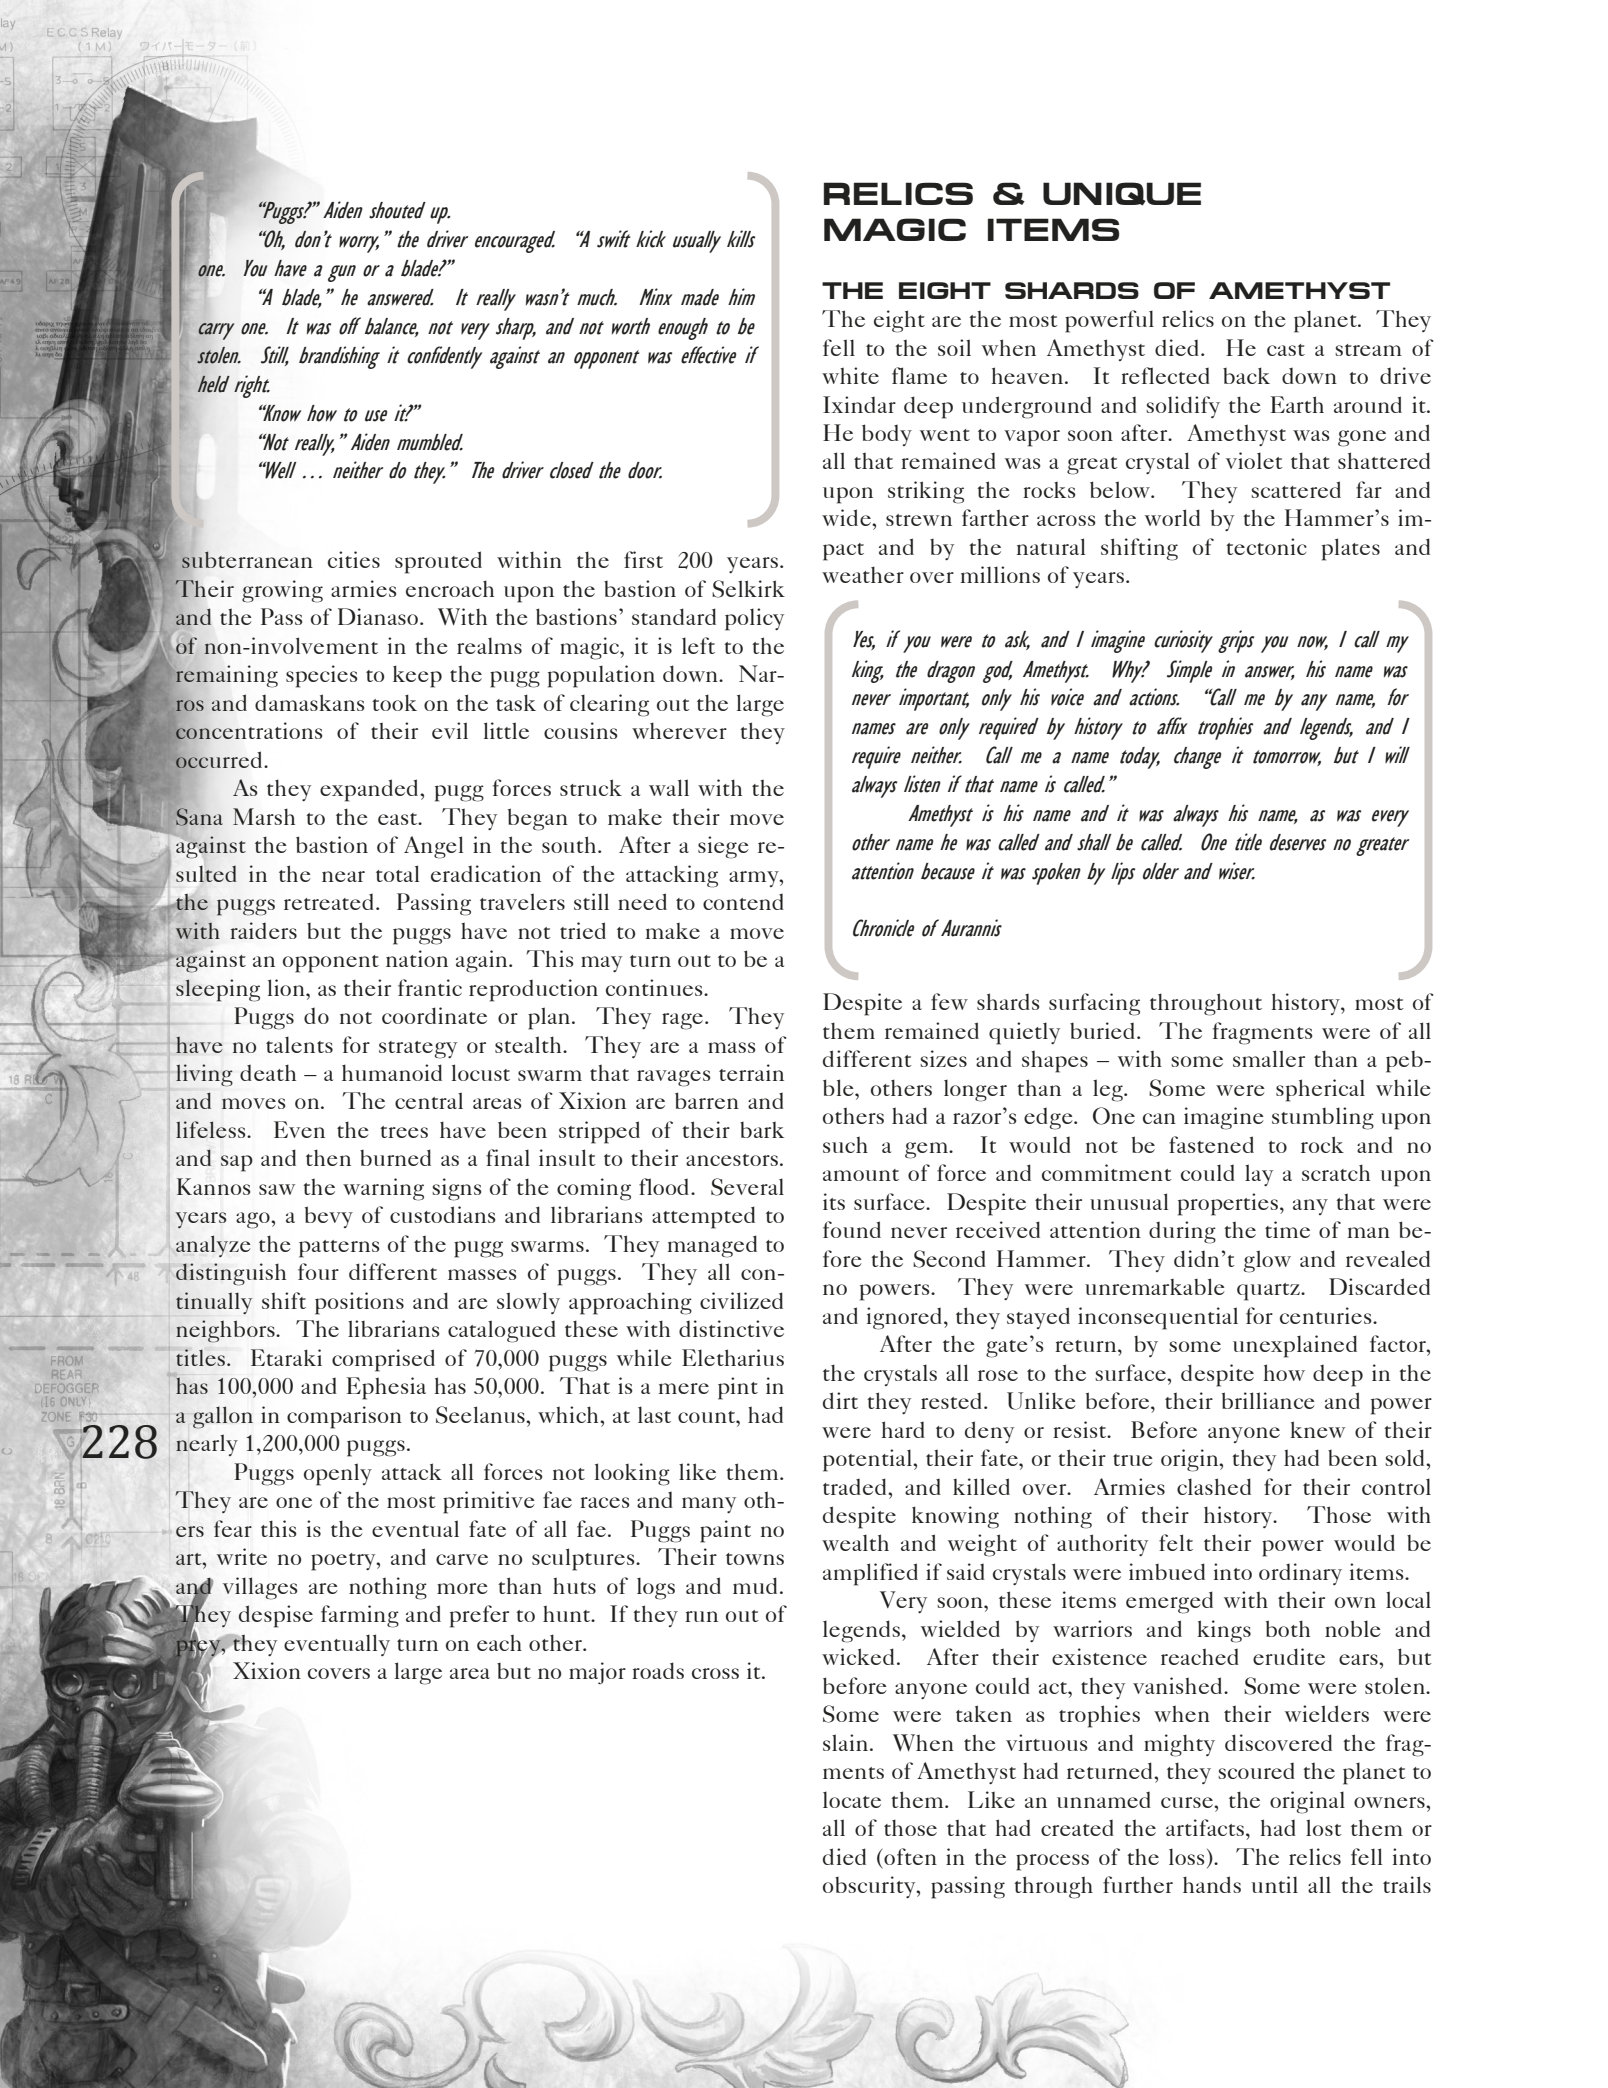 ECCS Relay
(1M)
ワイパーモーター（前）
“Puggs?” Aiden shouted up.
“Oh, don’t worry,” the driver encouraged. “A swift kick usually kills
one. You have a gun or a blade?”
“A blade,” he answered. It really wasn’t much. Minx made him
carry one. It was off balance, not very sharp, and not worth enough to be
stolen. Still, brandishing it confidently against an opponent was effective if
held right.
“Know how to use it?”
“Not really,” Aiden mumbled.
“Well … neither do they.” The driver closed the door.
subterranean cities sprouted within the first 200 years.
Their growing armies encroach upon the bastion of Selkirk
and the Pass of Dianaso. With the bastions’ standard policy
of non-involvement in the realms of magic, it is left to the
remaining species to keep the pugg population down. Nar-
ros and damaskans took on the task of clearing out the large
concentrations of their evil little cousins wherever they
occurred.
As they expanded, pugg forces struck a wall with the
Sana Marsh to the east. They began to make their move
against the bastion of Angel in the south. After a siege re-
sulted in the near total eradication of the attacking army,
the puggs retreated. Passing travelers still need to contend
with raiders but the puggs have not tried to make a move
against an opponent nation again. This may turn out to be a
sleeping lion, as their frantic reproduction continues.
Puggs do not coordinate or plan. They rage. They
have no talents for strategy or stealth. They are a mass of
living death – a humanoid locust swarm that ravages terrain
and moves on. The central areas of Xixion are barren and
lifeless. Even the trees have been stripped of their bark
and sap and then burned as a final insult to their ancestors.
Kannos saw the warning signs of the coming flood. Several
years ago, a bevy of custodians and librarians attempted to
analyze the patterns of the pugg swarms. They managed to
distinguish four different masses of puggs. They all con-
tinually shift positions and are slowly approaching civilized
neighbors. The librarians catalogued these with distinctive
titles. Etaraki comprised of 70,000 puggs while Eletharius
has 100,000 and Ephesia has 50,000. That is a mere pint in
a gallon in comparison to Seelanus, which, at last count, had
nearly 1,200,000 puggs.
Puggs openly attack all forces not looking like them.
They are one of the most primitive fae races and many oth-
ers fear this is the eventual fate of all fae. Puggs paint no
art, write no poetry, and carve no sculptures. Their towns
and villages are nothing more than huts of logs and mud.
They despise farming and prefer to hunt. If they run out of
prey, they eventually turn on each other.
Xixion covers a large area but no major roads cross it.
FROM
REAR
DEFOGGER
(16 ONLY)
ZONE F30
228
RELICS & UNIQUE
MAGIC ITEMS
THE EIGHT SHARDS OF AMETHYST
The eight are the most powerful relics on the planet. They
fell to the soil when Amethyst died. He cast a stream of
white flame to heaven. It reflected back down to drive
Ixindar deep underground and solidify the Earth around it.
He body went to vapor soon after. Amethyst was gone and
all that remained was a great crystal of violet that shattered
upon striking the rocks below. They scattered far and
wide, strewn farther across the world by the Hammer’s im-
pact and by the natural shifting of tectonic plates and
weather over millions of years.
Yes, if you were to ask, and I imagine curiosity grips you now, I call my
king, the dragon god, Amethyst. Why? Simple in answer, his name was
never important, only his voice and actions. “Call me by any name, for
names are only required by history to affix trophies and legends, and I
require neither. Call me a name today, change it tomorrow, but I will
always listen if that name is called.”
Amethyst is his name and it was always his name, as was every
other name he was called and shall be called. One title deserves no greater
attention because it was spoken by lips older and wiser.
Chronicle of Aurannis
Despite a few shards surfacing throughout history, most of
them remained quietly buried. The fragments were of all
different sizes and shapes – with some smaller than a peb-
ble, others longer than a leg. Some were spherical while
others had a razor’s edge. One can imagine stumbling upon
such a gem. It would not be fastened to rock and no
amount of force and commitment could lay a scratch upon
its surface. Despite their unusual properties, any that were
found never received attention during the time of man be-
fore the Second Hammer. They didn’t glow and revealed
no powers. They were unremarkable quartz. Discarded
and ignored, they stayed inconsequential for centuries.
After the gate’s return, by some unexplained factor,
the crystals all rose to the surface, despite how deep in the
dirt they rested. Unlike before, their brilliance and power
were hard to deny or resist. Before anyone knew of their
potential, their fate, or their true origin, they had been sold,
traded, and killed over. Armies clashed for their control
despite knowing nothing of their history. Those with
wealth and weight of authority felt their power would be
amplified if said crystals were imbued into ordinary items.
Very soon, these items emerged with their own local
legends, wielded by warriors and kings both noble and
wicked. After their existence reached erudite ears, but
before anyone could act, they vanished. Some were stolen.
Some were taken as trophies when their wielders were
slain. When the virtuous and mighty discovered the frag-
ments of Amethyst had returned, they scoured the planet to
locate them. Like an unnamed curse, the original owners,
all of those that had created the artifacts, had lost them or
died (often in the process of the loss). The relics fell into
obscurity, passing through further hands until all the trails